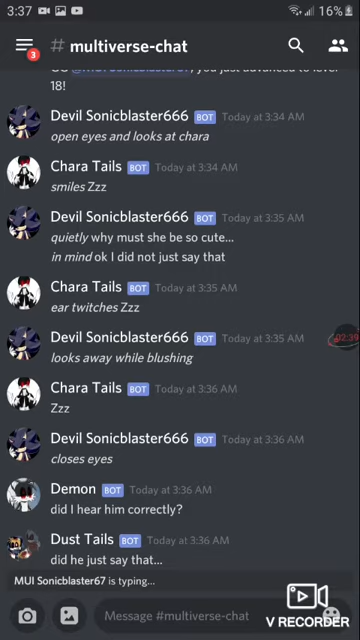 3:37
16%
3
# multiverse-chat
you just advanced to level
18!
Devil Sonicblaster666 BOT Today at 3:34 AM
open eyes and looks at chara
Chara Tails BOT Today at 3:34 AM
smiles Zzz
Devil Sonicblaster666 BOT Today at 3:35 AM
quietly why must she be so cute...
in mind ok I did not just say that
Chara Tails BOT Today at 3:35 AM
ear twitches Zzz
Devil Sonicblaster666 BOT Today at 3:35 AM
02:39
looks away while blushing
Chara Tails BOT Today at 3:36 AM
Zzz
Devil Sonicblaster666 BOT Today at 3:36 AM
closes eyes
Demon BOT Today at 3:36 AM
did I hear him correctly?
Dust Tails BOT Today at 3:36 AM
did he just say that...
MUI Sonicblaster67 is typing...
Message #multiverse-chat
V RECORDER